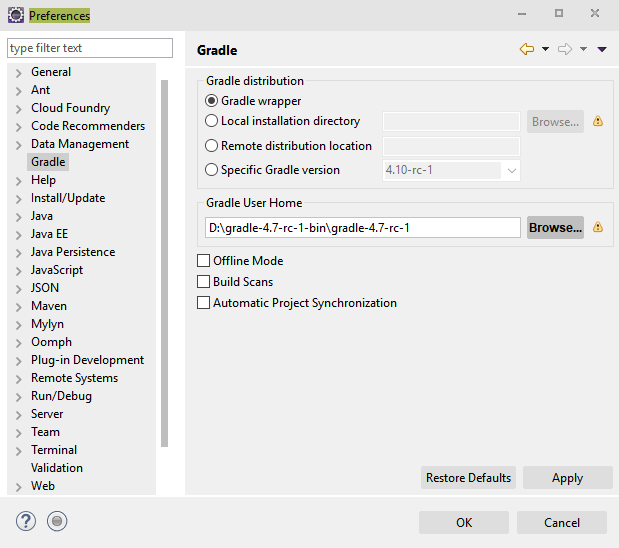 Preferences
type filter text
General
Ant
Cloud Foundry
Code Recommenders
Data Management
Gradle
Help
Install/Update
Java
Java EE
Java Persistence
JavaScript
JSON
Maven
Mylyn
Oomph
Plug-in Development
Remote Systems
Run/Debug
Server
Team
Terminal
Validation
Web
Gradle
Gradle distribution
Gradle wrapper
Local installation directory
Browse...
Remote distribution location
Specific Gradle version
4.10-rc-1
Gradle User Home
D:\gradle-4.7-rc-1-bin\gradle-4.7-rc-1
Browse...
Offline Mode
Build Scans
Automatic Project Synchronization
Restore Defaults
Apply
?
OK
Cancel